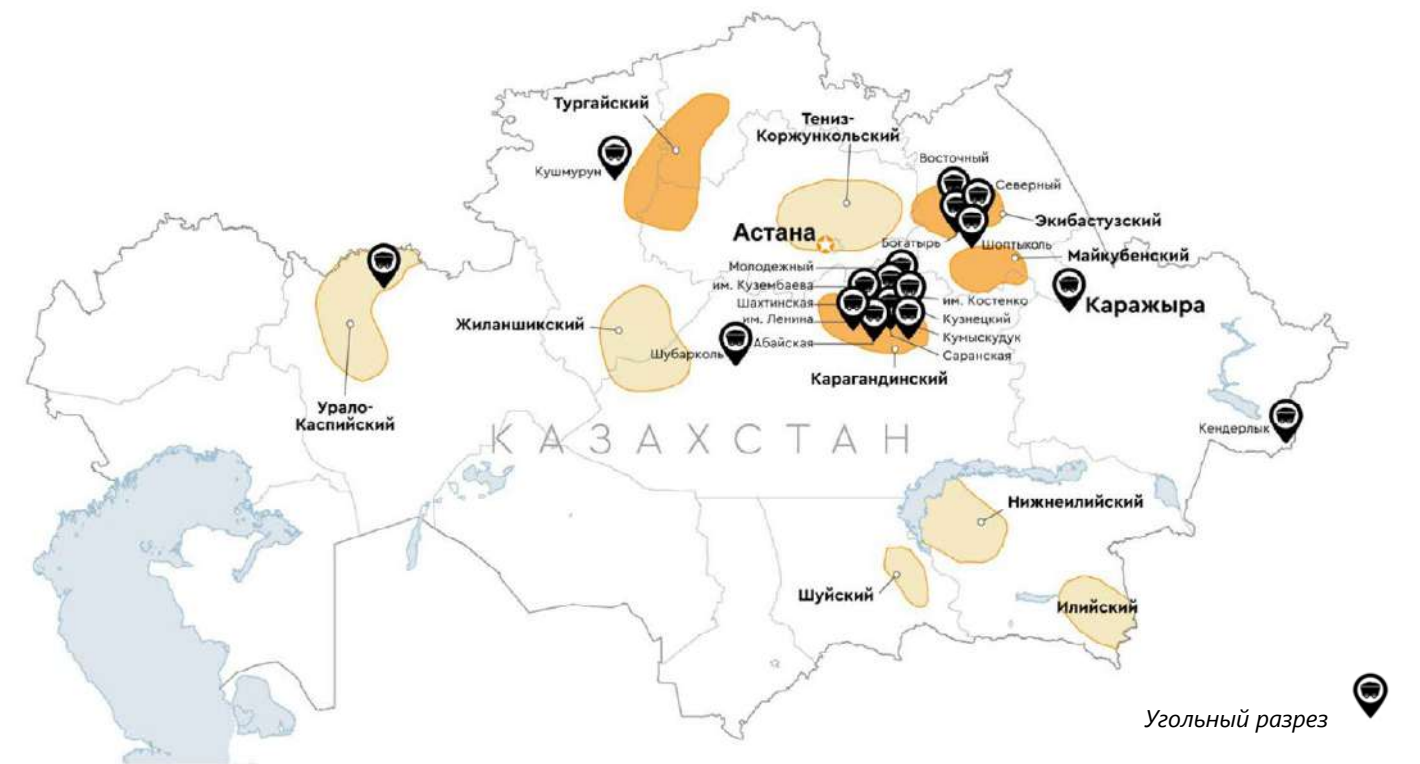 Тургайский
Кушмурун
Тениз-
Коржункольский
Восточный
Северный
Экибастузский
Астана
Богатырь
Шоптыколь
Майкубенский
Молодежный
им. Кузембаева
Шахтинская
им. Ленина
Абайская
им. Костенко
Кузнецкий
Кумыскудук
Саранская
Каражыра
Жиланшикский
Шубарколь
Карагандинский
Урало-
Каспийский
КАЗАХСТАН
Кендерлык
Нижнеилийский
Шуйский
Илийский
Угольный разрез